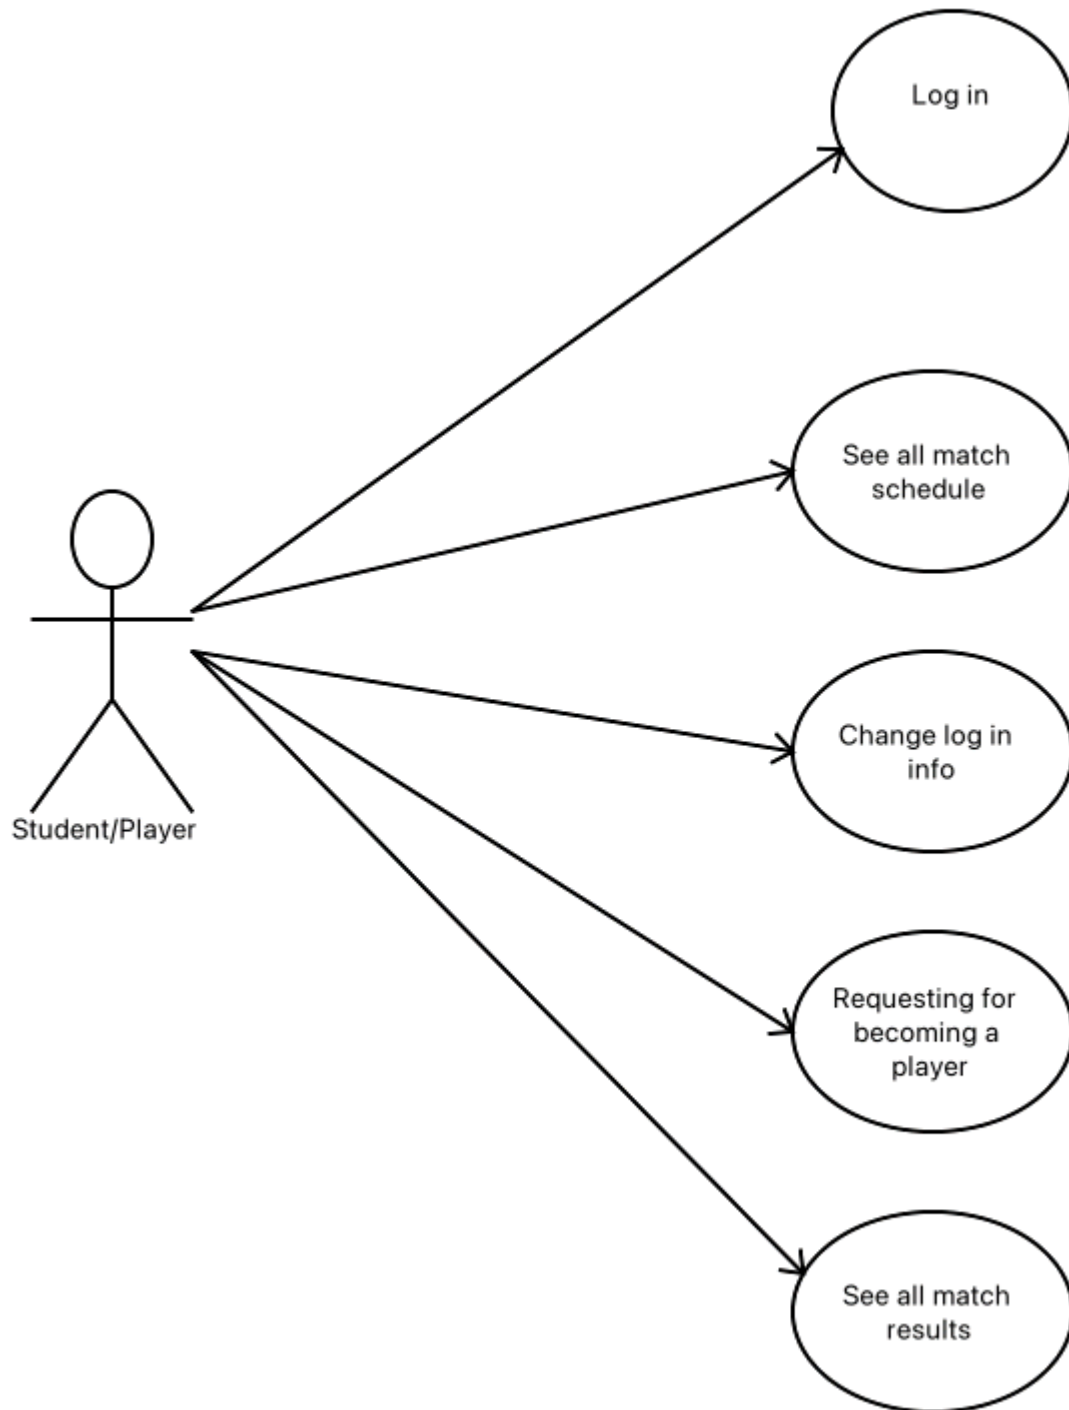 Log in
See all match
schedule
Student/Player
Change log in
info
Requesting for
becoming a
player
See all match
results